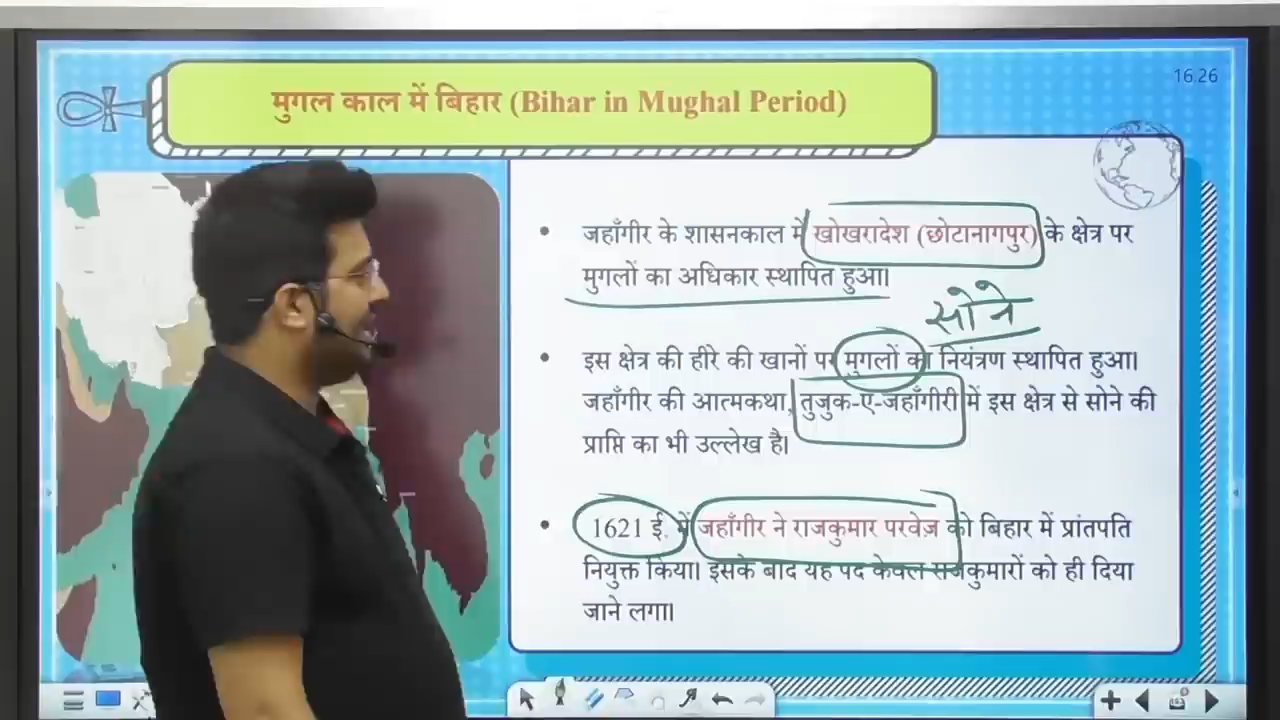 16.26
मुगल काल में बिहार (Bihar in Mughal Period)
• जहाँगीर के शासनकाल में खोखरादेश (छोटानागपुर) के क्षेत्र पर
मुगलों का अधिकार स्थापित हुआ।
सोने
• इस क्षेत्र की हीरे की खानों पर मुगलों का नियंत्रण स्थापित हुआ।
जहाँगीर की आत्मकथा, तुजुक-ए-जहाँगीरी में इस क्षेत्र से सोने की
प्राप्ति का भी उल्लेख है।
• 1621 ई. में जहाँगीर ने राजकुमार परवेज़ को बिहार में प्रांतपति
नियुक्त किया। इसके बाद यह पद केवल राजकुमारों को ही दिया
जाने लगा।